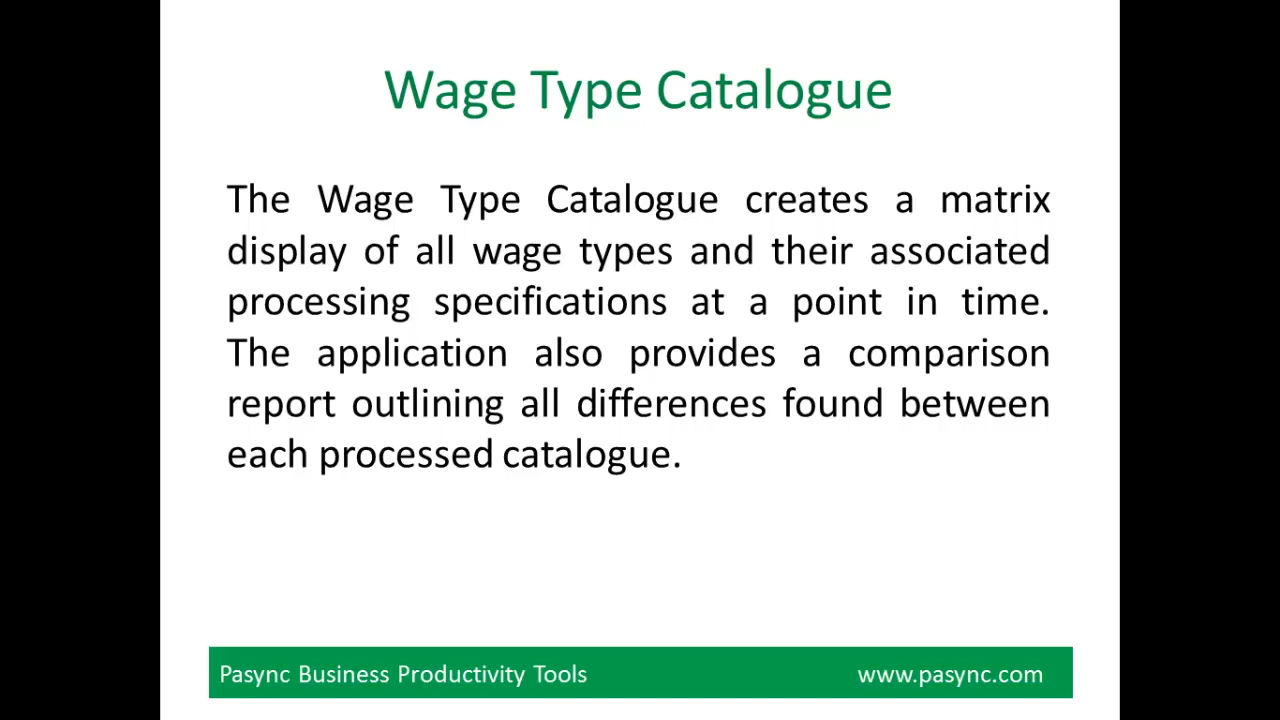 Wage Type Catalogue
The Wage Type Catalogue creates a matrix
display of all wage types and their associated
processing specifications at a point in time.
The application also provides a comparison
report outlining all differences found between
each processed catalogue.
Pasync Business Productivity Tools www.pasync.com